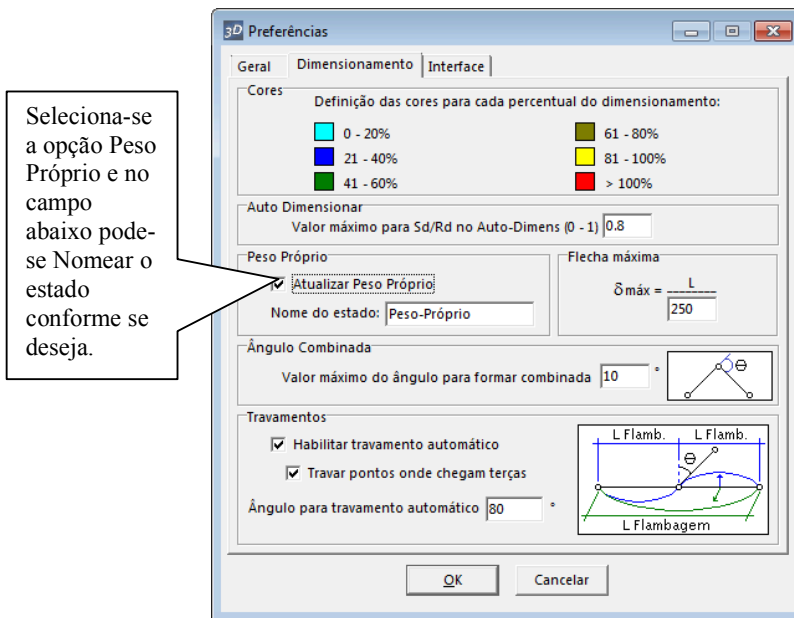 Seleciona-se
a opção Peso
Próprio e no
campo
abaixo pode-
se Nomear o
estado
conforme se
deseja.
3D Preferências
Geral Dimensionamento Interface
Cores
Definição das cores para cada percentual do dimensionamento:
0 - 20% 61 - 80%
21 - 40% 81 - 100%
41 - 60% > 100%
Auto Dimensionar
Valor máximo para Sd/Rd no Auto-Dimens (0 - 1) 0.8
Peso Próprio Flecha máxima
Atualizar Peso Próprio δ máx = L
Nome do estado: Peso-Próprio 250
Ângulo Combinada
Valor máximo do ângulo para formar combinada 10 ° θ
Travamentos
Habilitar travamento automático L Flamb. L Flamb.
Travar pontos onde chegam terças θ
Ângulo para travamento automático 80 °
L Flambagem
OK Cancelar